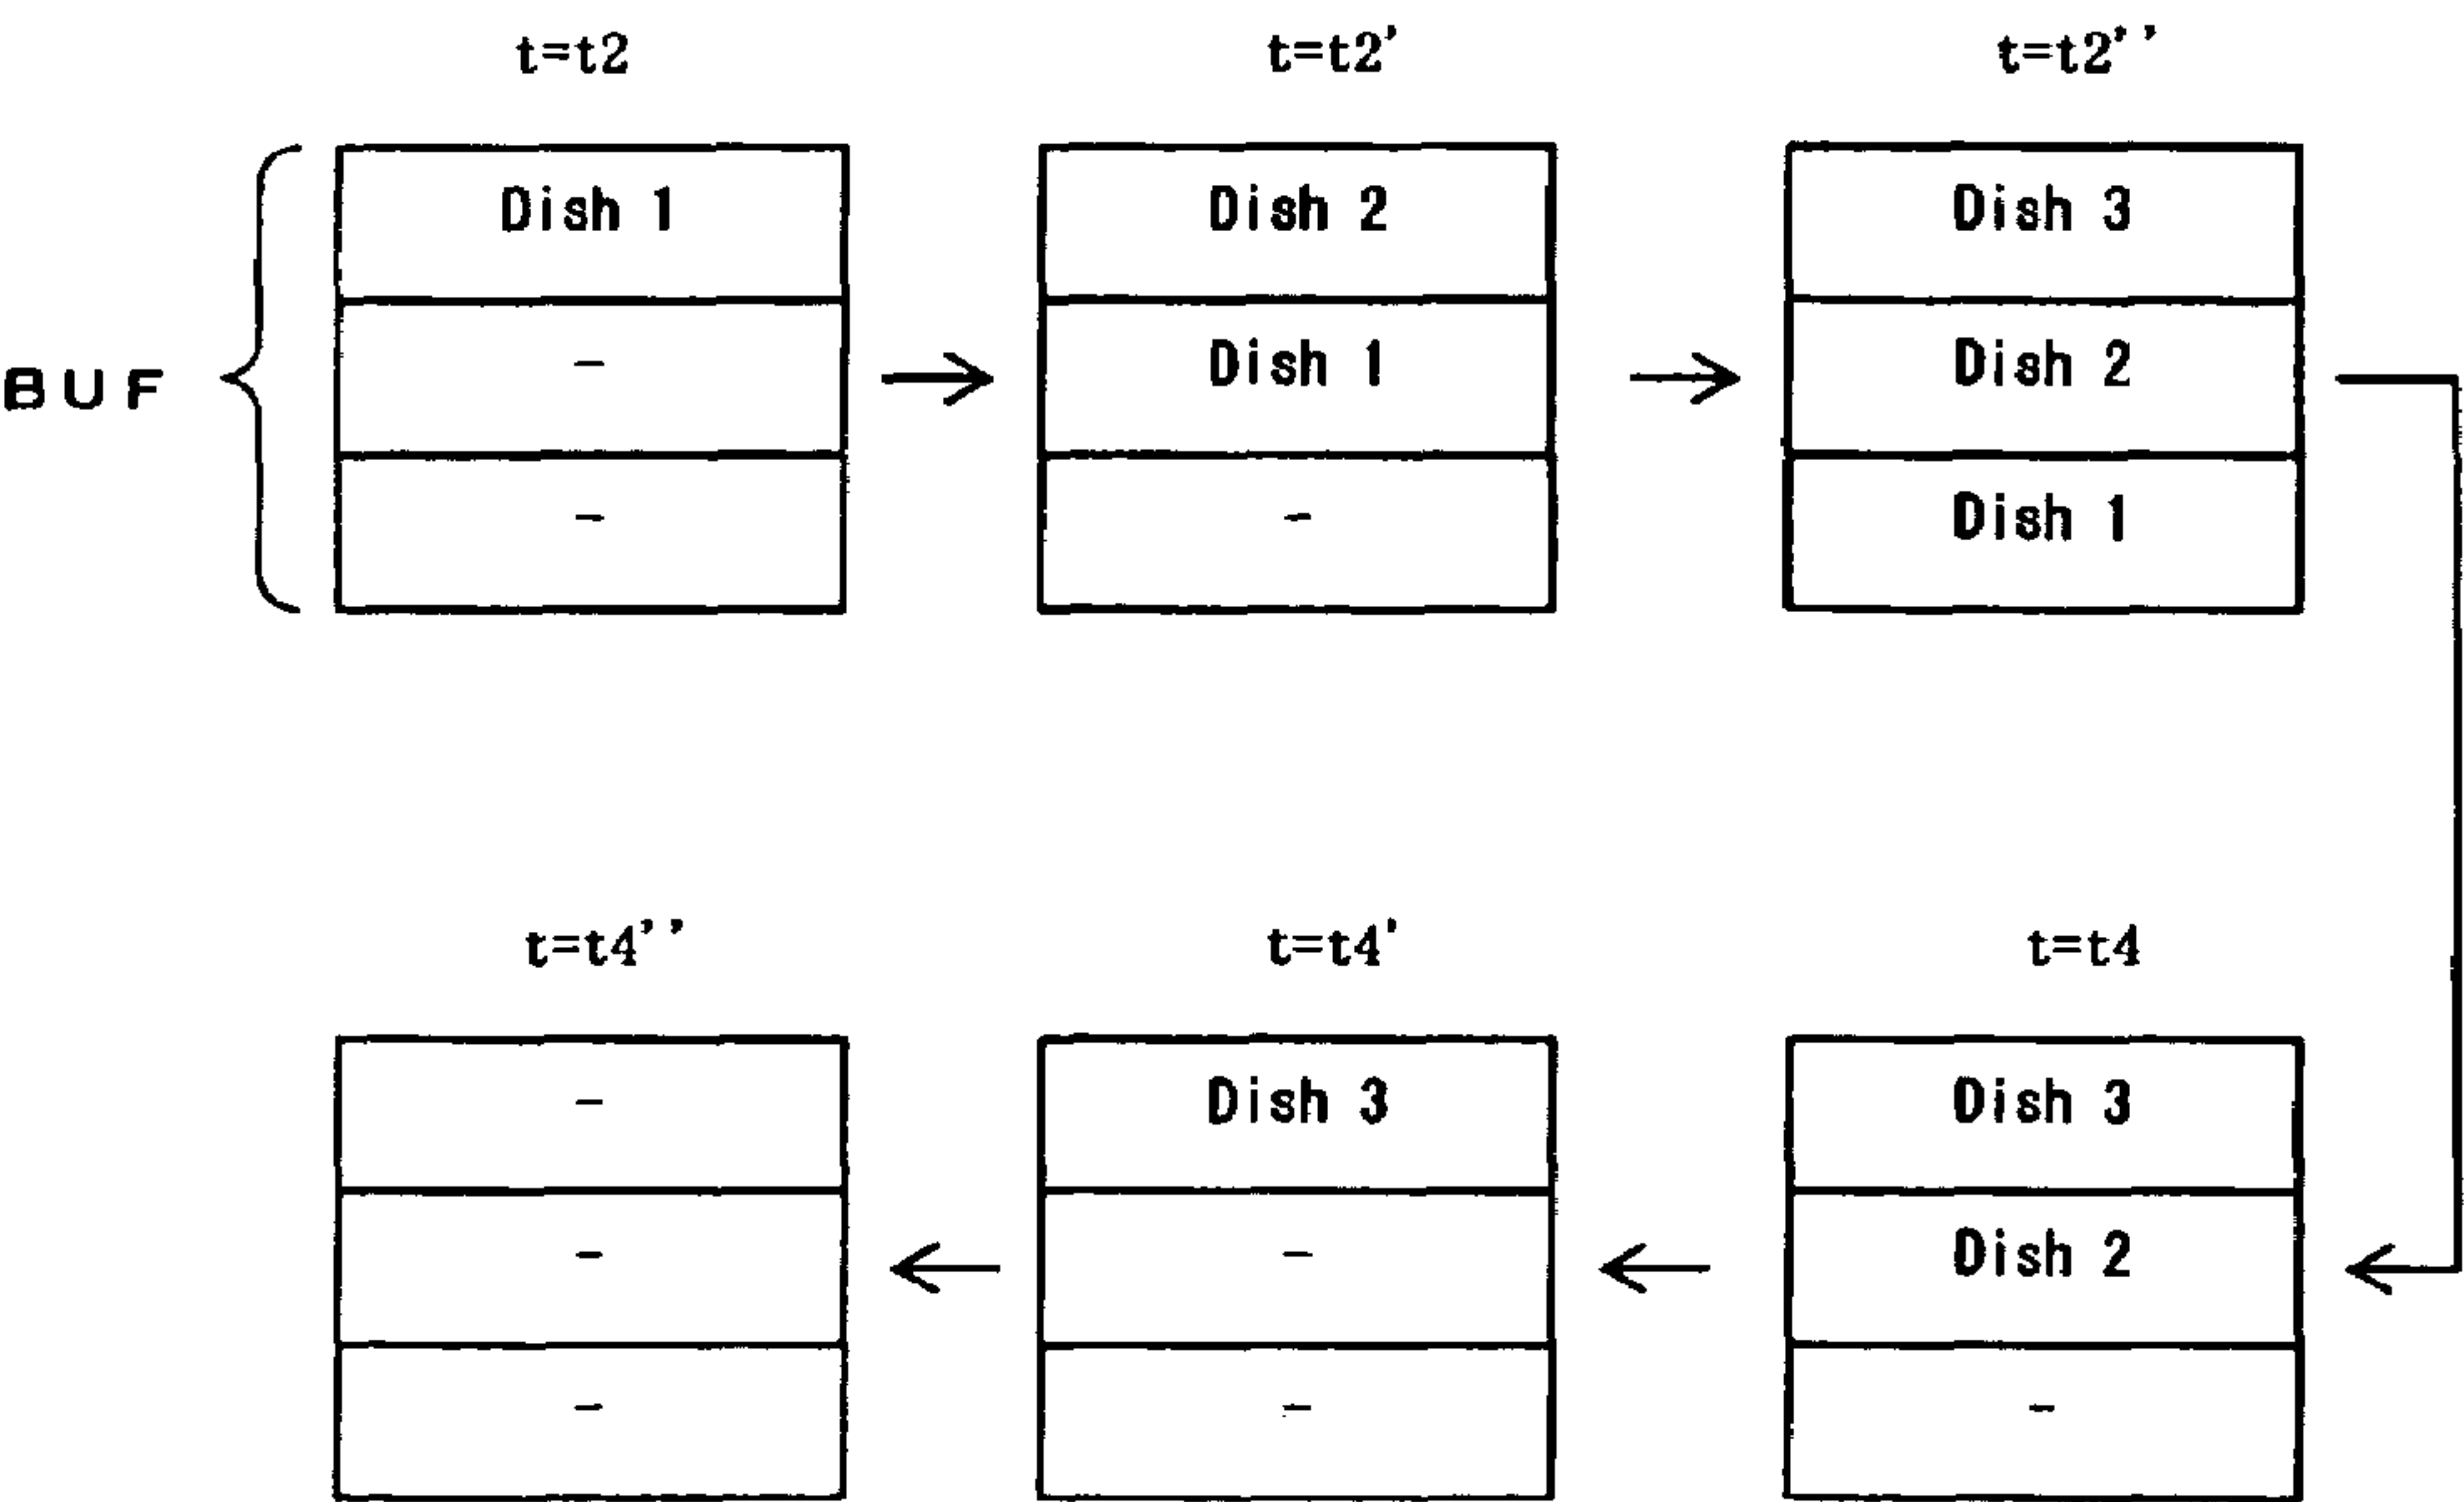 t=t2
t=t2'
t=t2''
BUF
Dish 1
-
-
Dish 2
Dish 1
-
Dish 3
Dish 2
Dish 1
t=t4''
t=t4'
t=t4
-
-
-
Dish 3
-
-
Dish 3
Dish 2
-